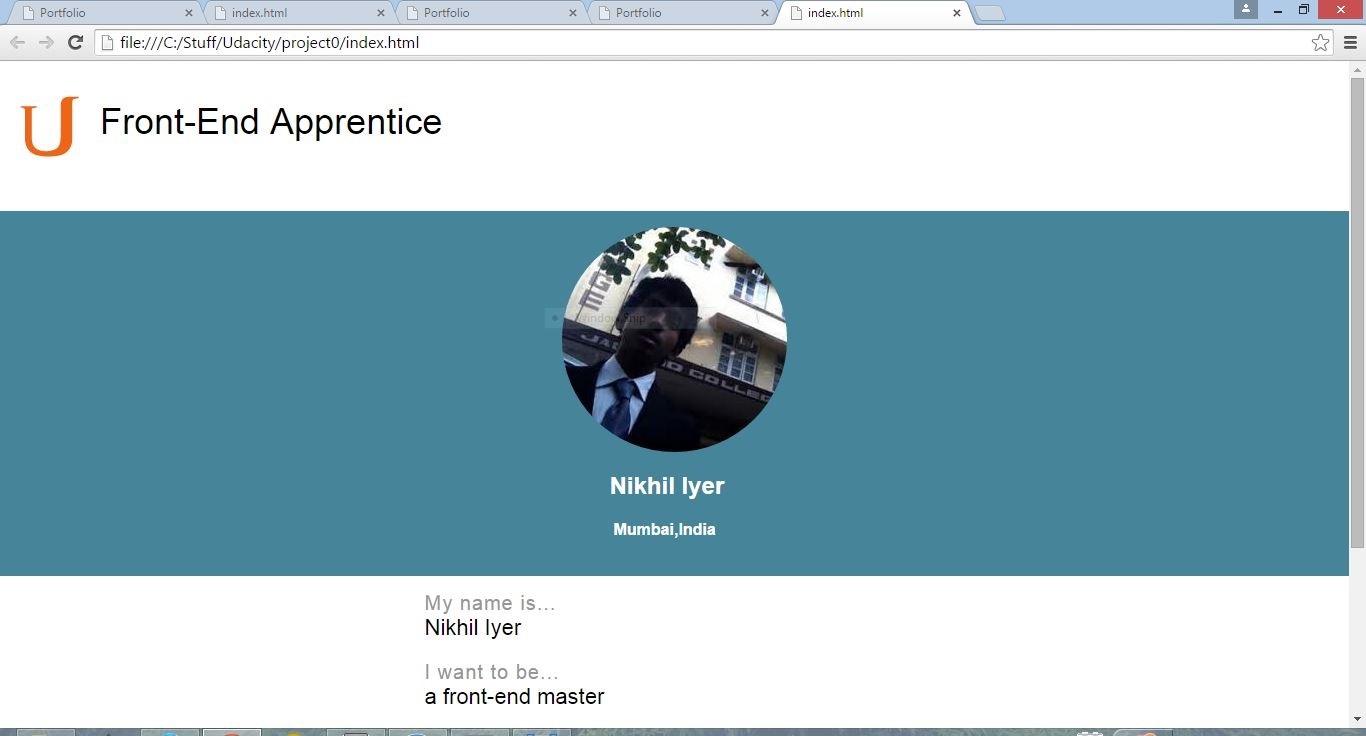 Portfolio
index.html
Portfolio
Portfolio
index.html
file:///C:/Stuff/Udacity/project0/index.html
U Front-End Apprentice
Window Snip
COLLEGE
Nikhil Iyer
Mumbai,India
My name is...
Nikhil Iyer
I want to be...
a front-end master